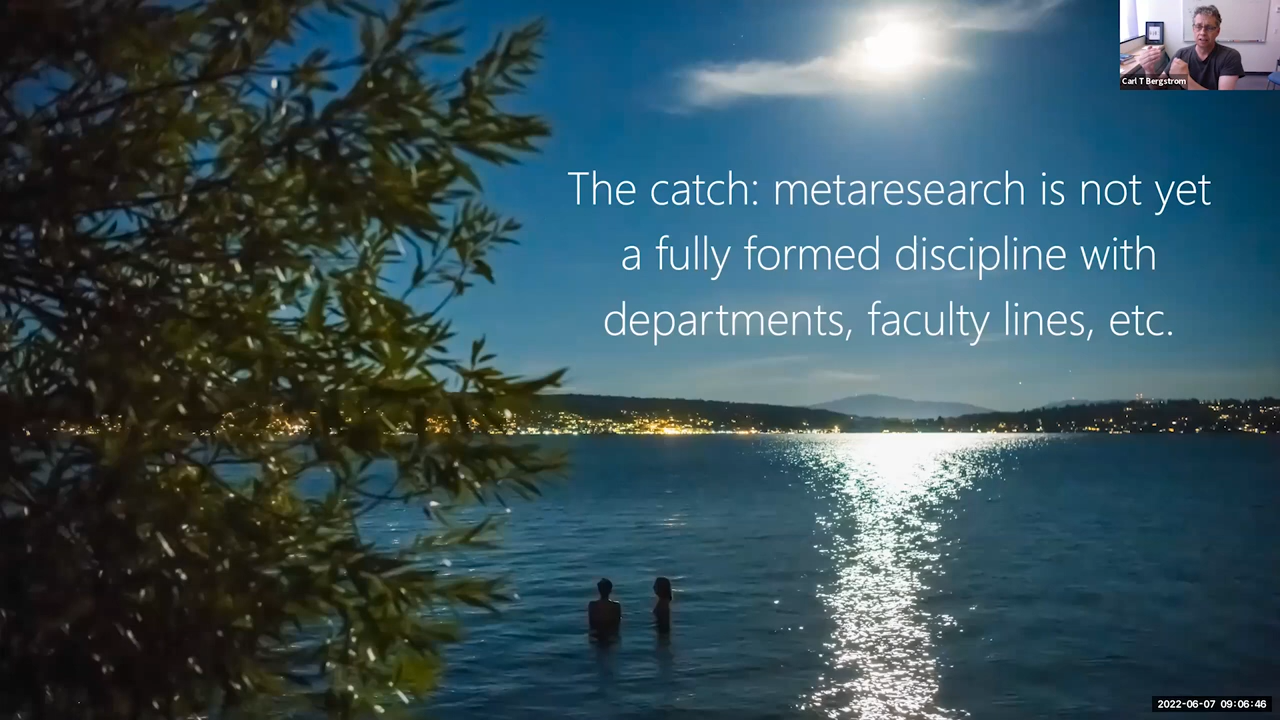 Carl T Bergstrom
The catch: metaresearch is not yet
a fully formed discipline with
departments, faculty lines, etc.
2022-06-07 09:06:46